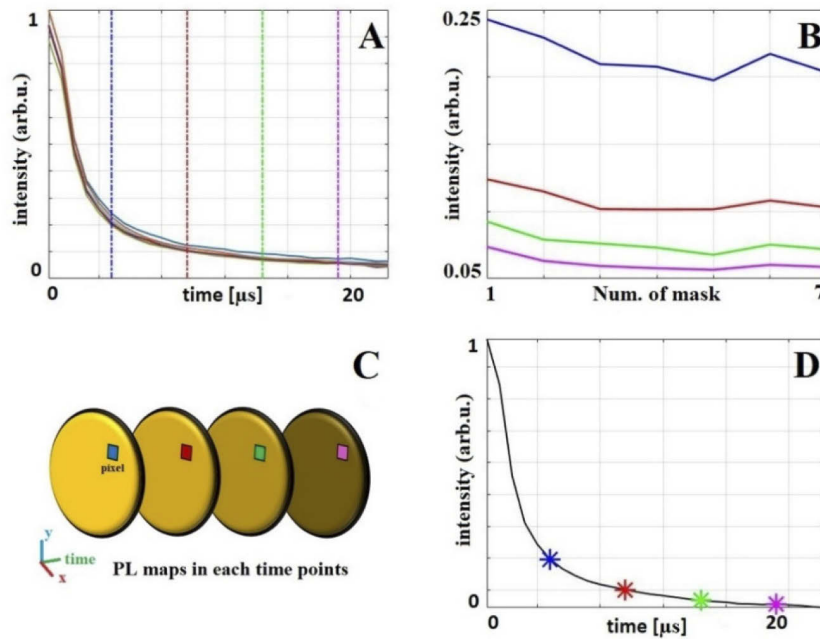 A
1
intensity (arb.u.)
0
0
time [µs]
20
B
0.25
intensity (arb.u.)
0.05
1
Num. of mask
7
C
pixel
y
time
x
PL maps in each time points
D
1
intensity (arb.u.)
0
0
time [µs]
20